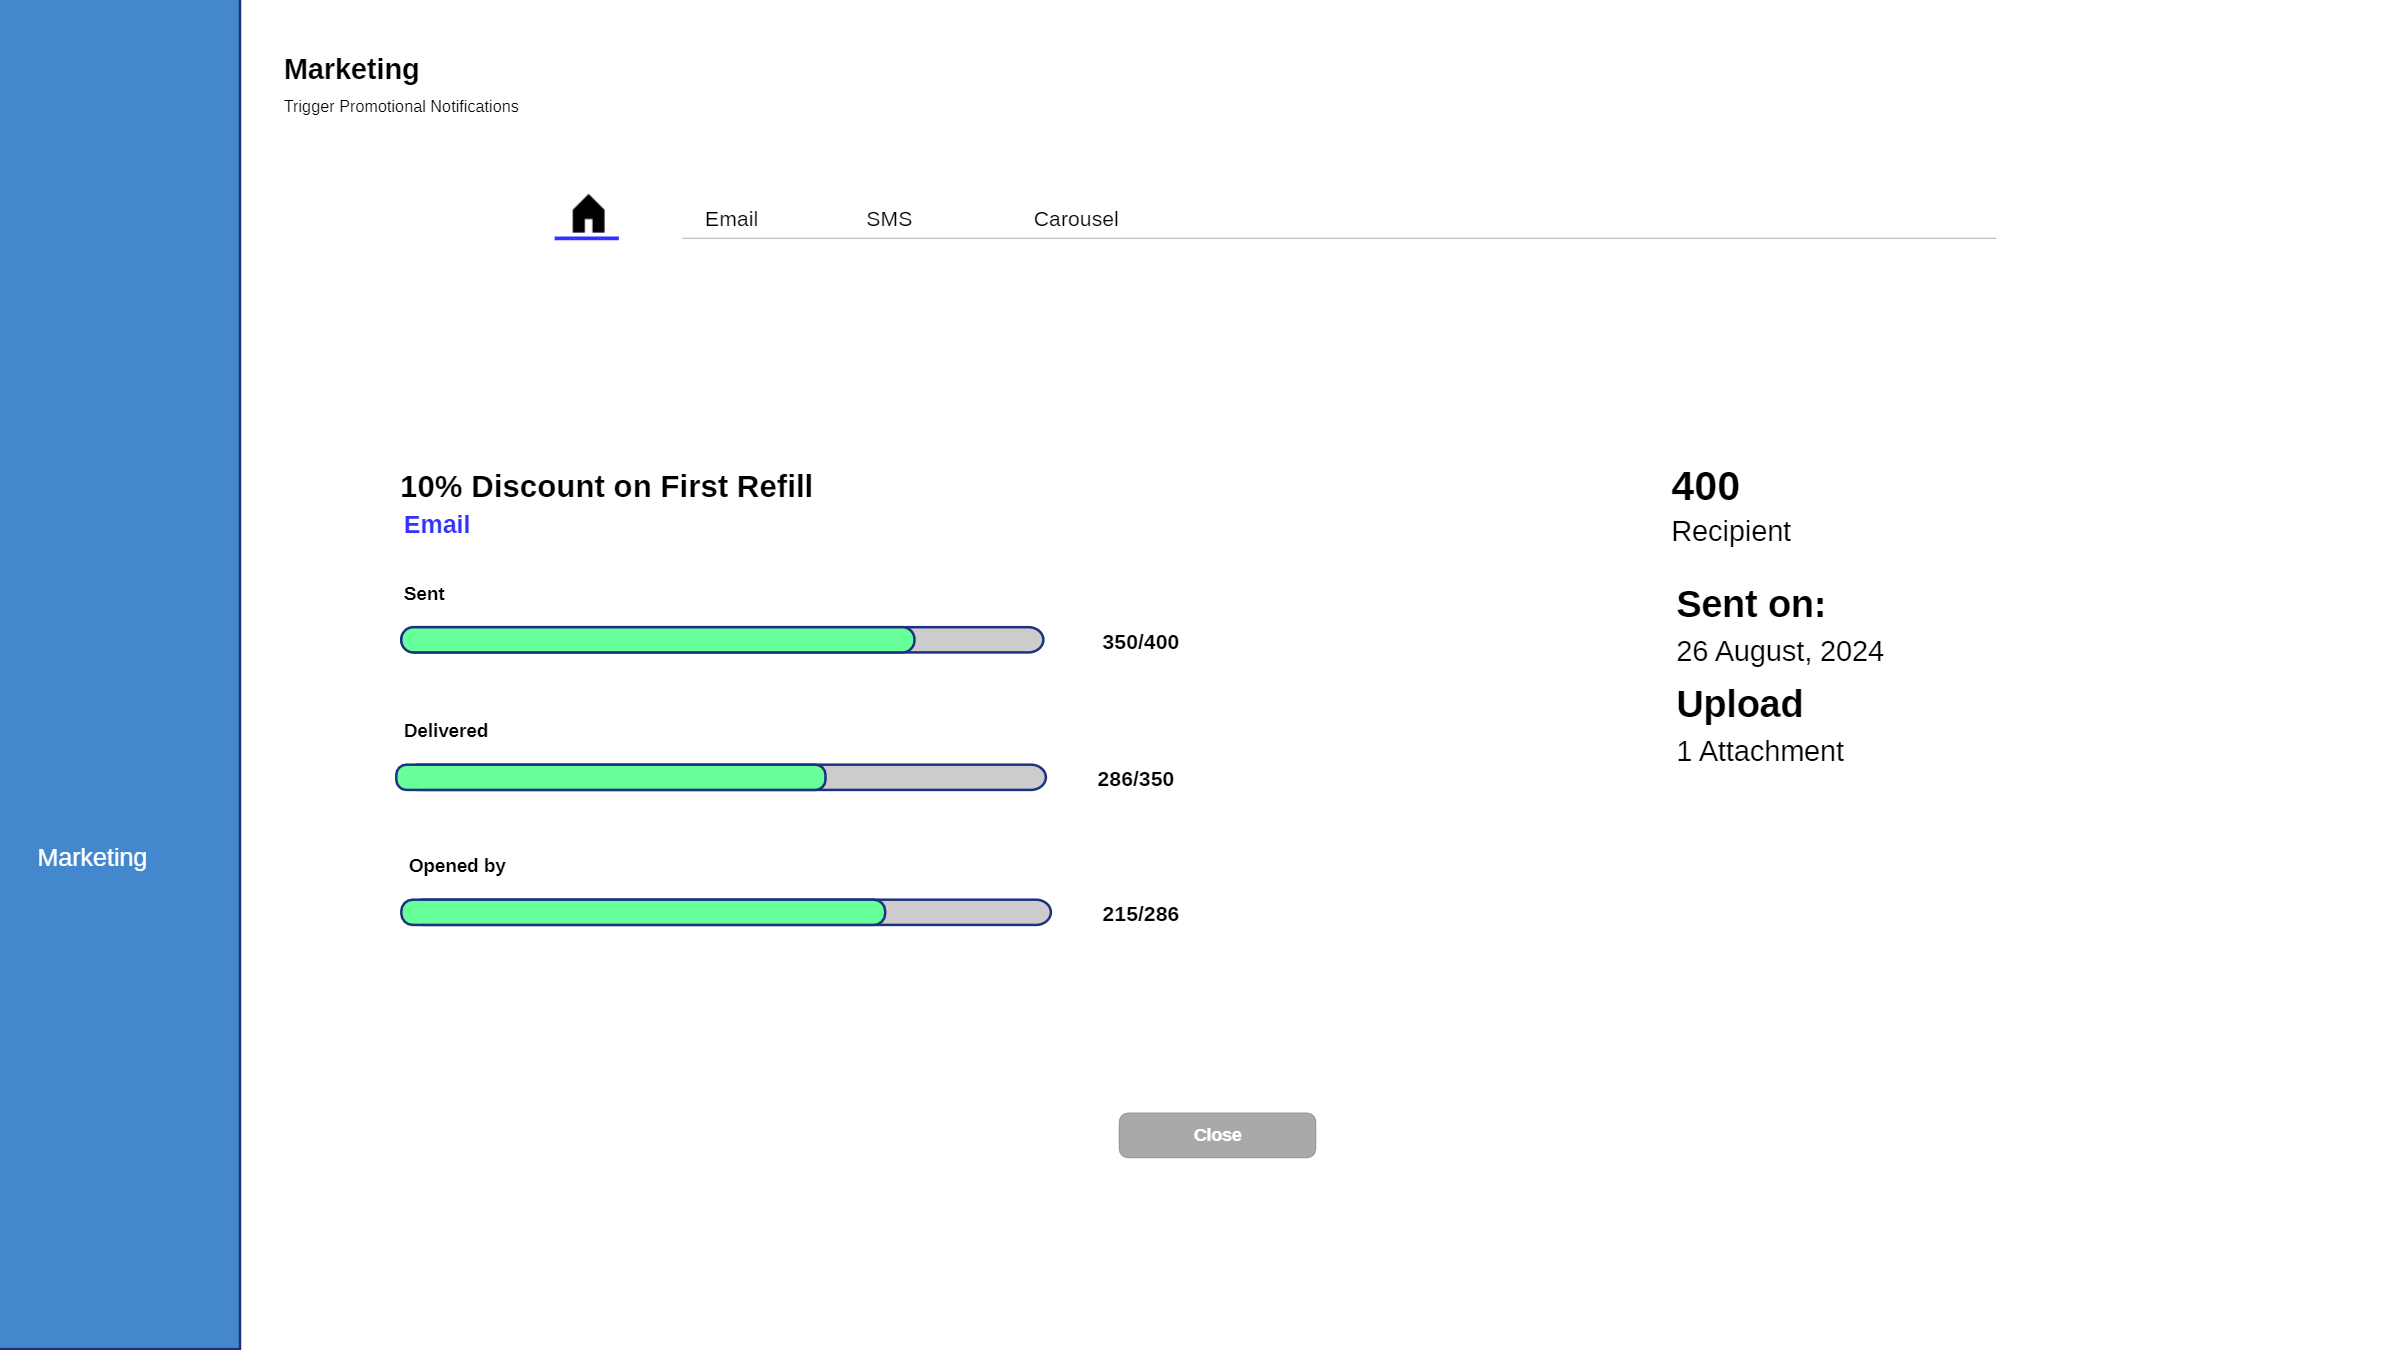 Marketing
Trigger Promotional Notifications
Email
SMS
Carousel
10% Discount on First Refill
Email
Sent
350/400
Delivered
286/350
Opened by
215/286
400
Recipient
Sent on:
26 August, 2024
Upload
1 Attachment
Marketing
Close